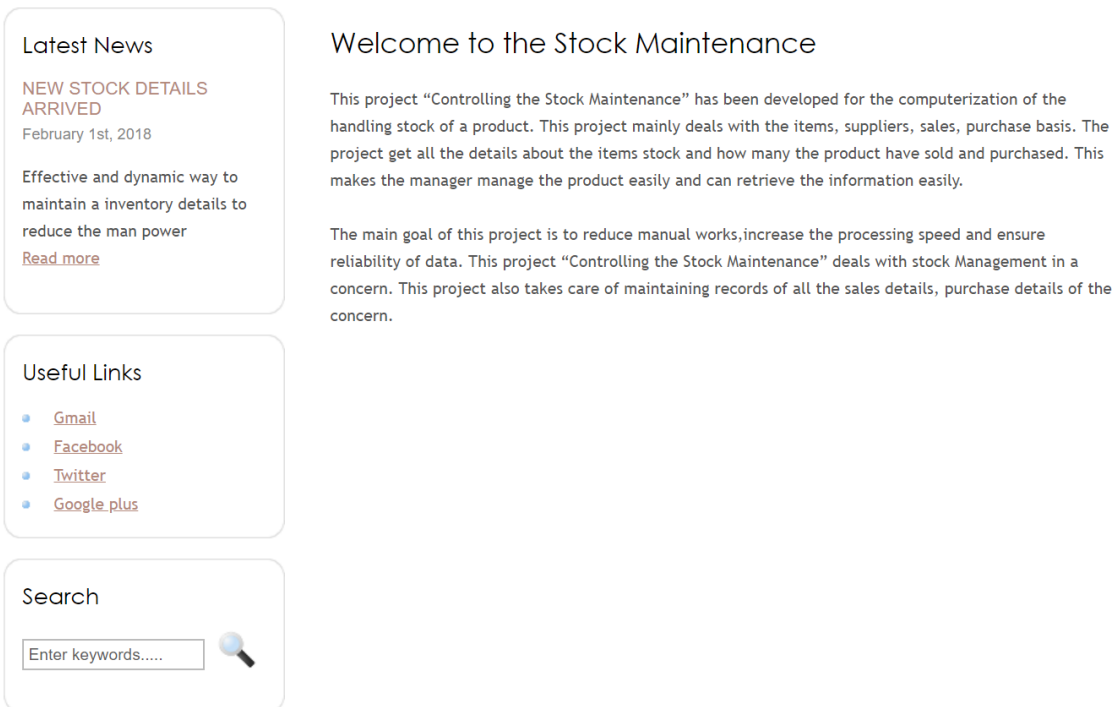 Latest News
NEW STOCK DETAILS
ARRIVED
February 1st, 2018
Effective and dynamic way to
maintain a inventory details to
reduce the man power
Read more
Useful Links
Gmail
Facebook
Twitter
Google plus
Search
Enter keywords.....
Welcome to the Stock Maintenance
This project “Controlling the Stock Maintenance” has been developed for the computerization of the
handling stock of a product. This project mainly deals with the items, suppliers, sales, purchase basis. The
project get all the details about the items stock and how many the product have sold and purchased. This
makes the manager manage the product easily and can retrieve the information easily.
The main goal of this project is to reduce manual works,increase the processing speed and ensure
reliability of data. This project “Controlling the Stock Maintenance” deals with stock Management in a
concern. This project also takes care of maintaining records of all the sales details, purchase details of the
concern.